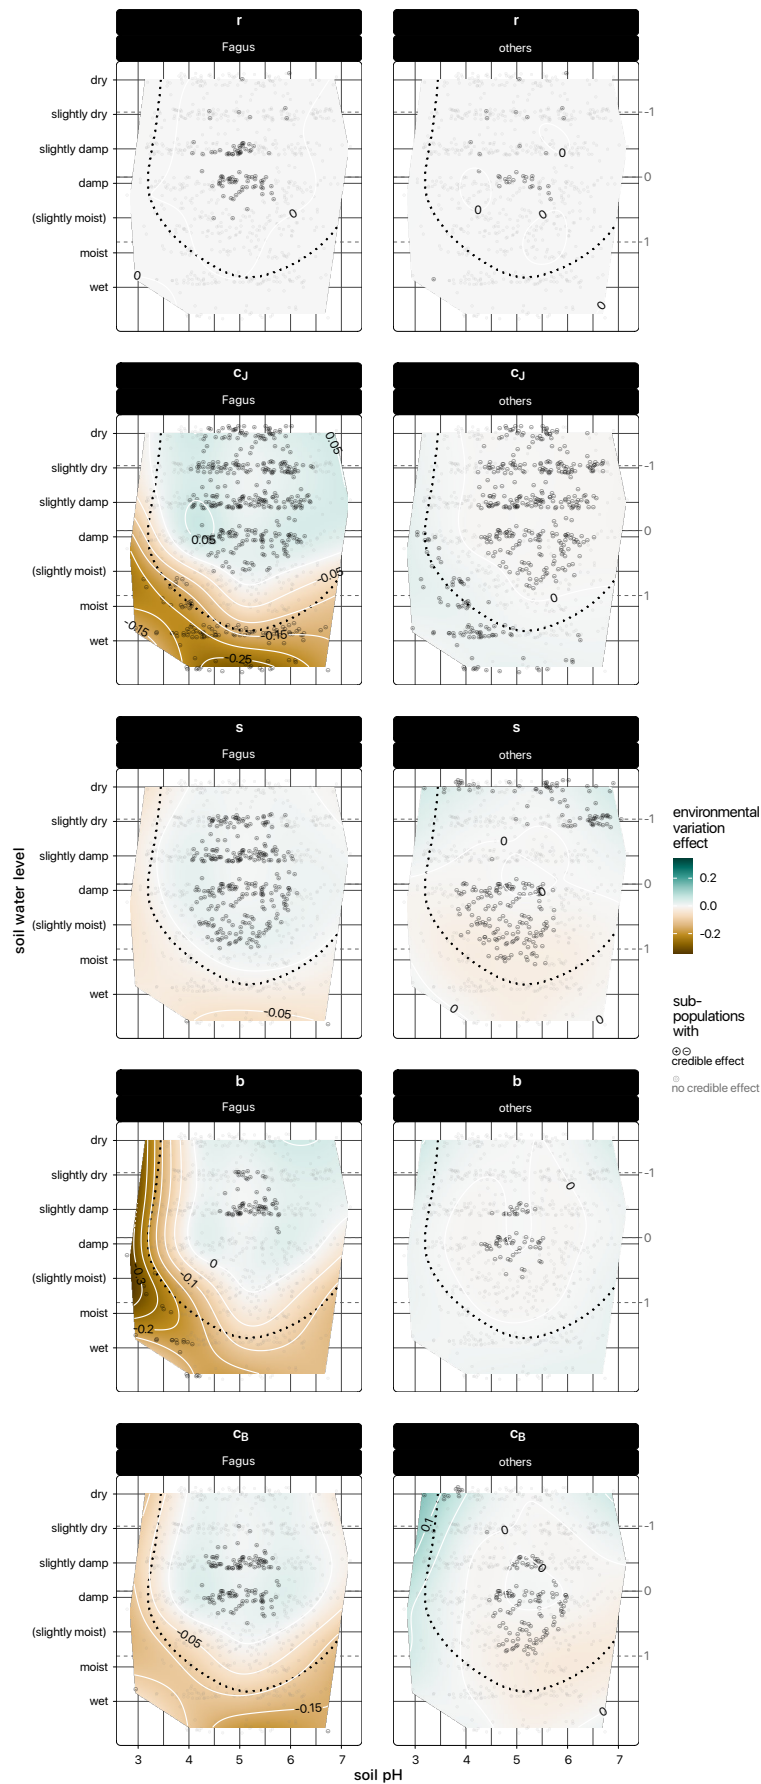 r r
Fagus others
dry
slightly dry -1
slightly damp 0
damp 0
(slightly moist) 0 0 0
moist 1
wet 0
0
cJ cJ
Fagus others
dry 0.05
slightly dry -1
slightly damp
damp 0.05 0
(slightly moist) -0.05
moist 0 1
wet -0.15 -0.15
-0.25
s s
Fagus others
dry
slightly dry -1
slightly damp 0
damp 0 0
(slightly moist)
moist 1
wet 0
-0.05 0
soil water level
environmental
variation
effect
0.2
0.0
-0.2
sub-
populations
with
credible effect
no credible effect
b b
Fagus others
dry
slightly dry -1
slightly damp 0
damp 0
(slightly moist) 0 -0.1 -0.3
moist 1
-0.2
wet
cB cB
Fagus others
dry 0.1
slightly dry 0 -1
slightly damp 0
damp 0
(slightly moist) -0.05
moist 1
wet -0.15 0
3 4 5 6 7 3 4 5 6 7
soil pH